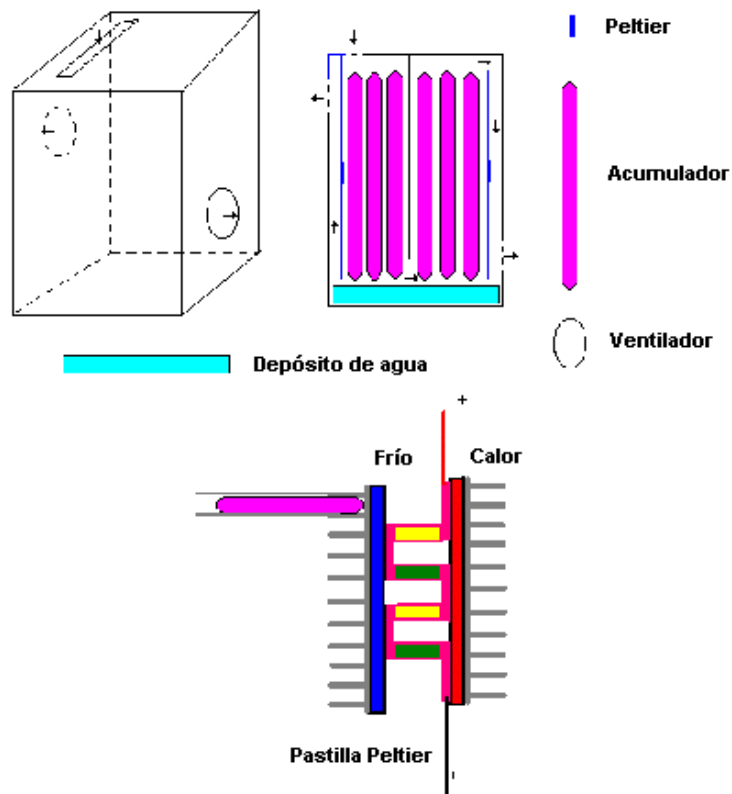 Peltier
Acumulador
Ventilador
Depósito de agua
+
Frío
Calor
Pastilla Peltier